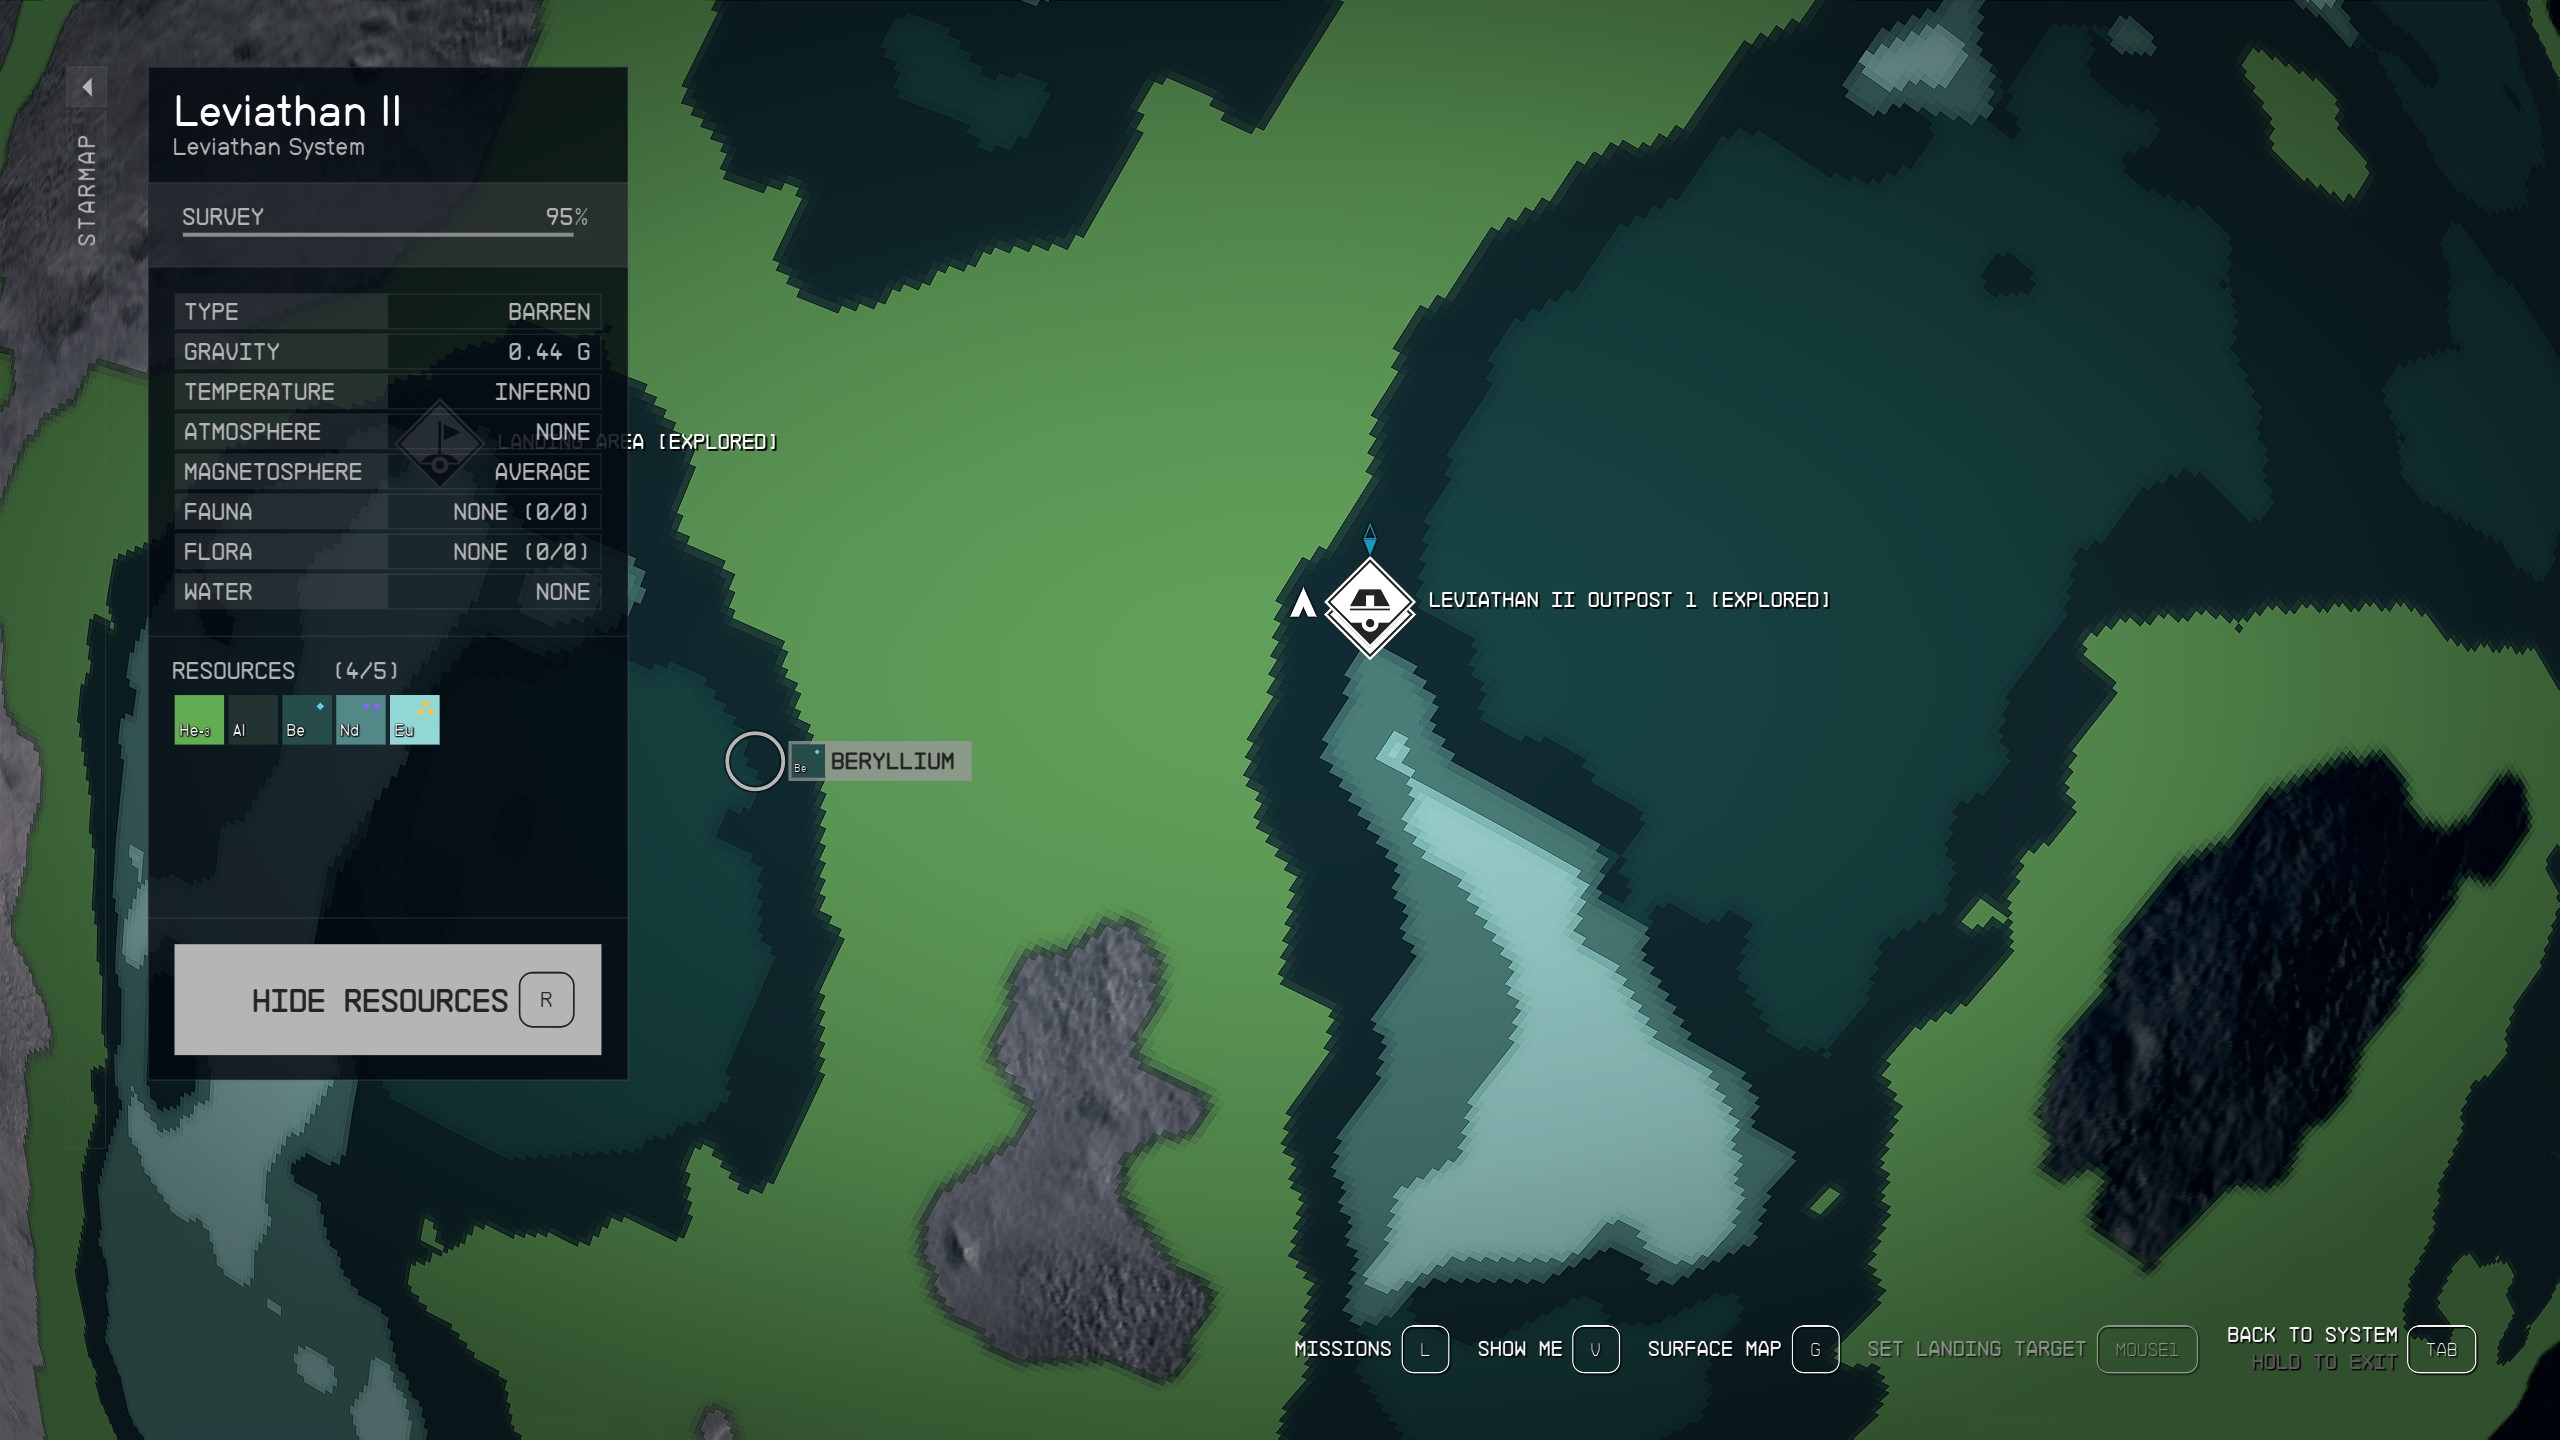 STARMAP
Leviathan II
Leviathan System
SURVEY 95%
TYPE BARREN
GRAVITY 0.44 G
TEMPERATURE INFERNO
ATMOSPHERE NONE
LANDING AREA [EXPLORED]
MAGNETOSPHERE AVERAGE
FAUNA NONE (0/0)
FLORA NONE (0/0)
WATER NONE
RESOURCES (4/5)
He-3 Al Be Nd Eu
HIDE RESOURCES R
LEVIATHAN II OUTPOST 1 [EXPLORED]
Be BERYLLIUM
MISSIONS L SHOW ME V SURFACE MAP G SET LANDING TARGET MOUSE1 BACK TO SYSTEM TAB
HOLD TO EXIT